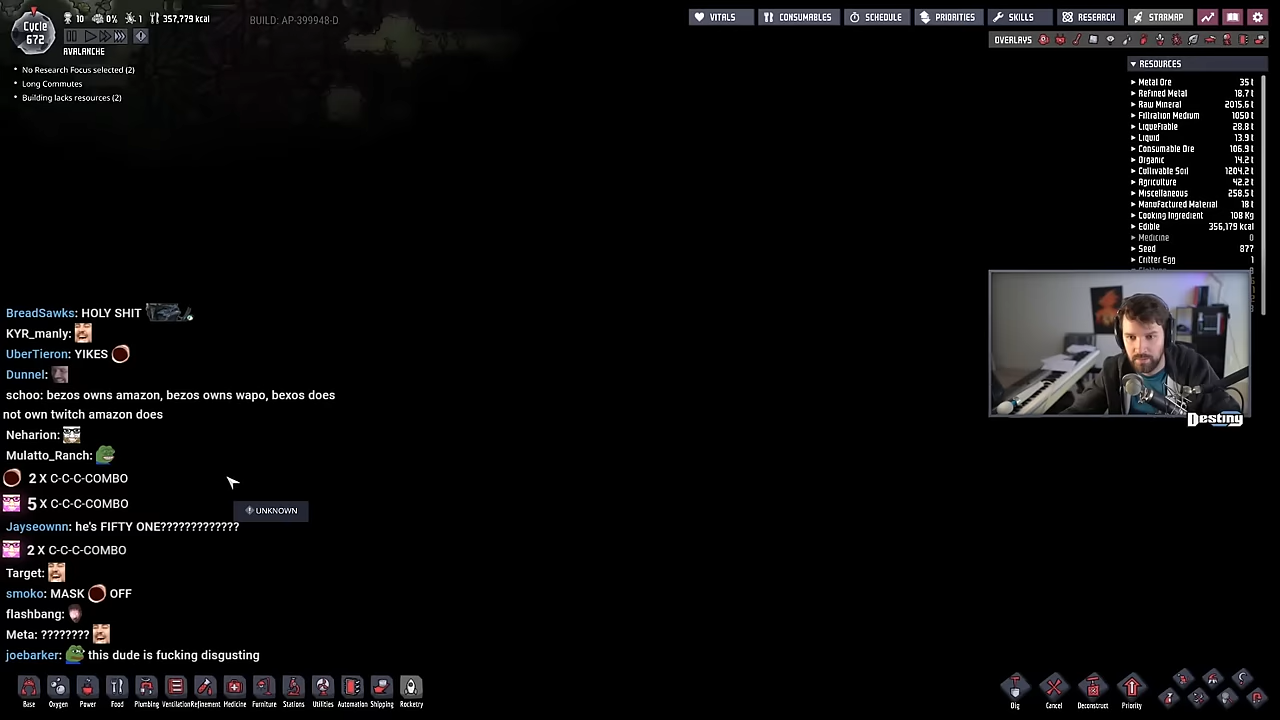 Cycle 672
10 0% 1 357,779 kcal
BUILD: AP-399948-D
AVALANCHE
No Research Focus selected (2)
Long Commutes
Building lacks resources (2)
VITALS
CONSUMABLES
SCHEDULE
PRIORITIES
SKILLS
RESEARCH
STARMAP
OVERLAYS
RESOURCES
Metal Ore 35 t
Refined Metal 18.7 t
Raw Mineral 2015.6 t
Filtration Medium 1050 t
Liquefiable 28.8 t
Liquid 13.9 t
Consumable Ore 106.9 t
Organic 14.2 t
Cultivable Soil 1204.2 t
Agriculture 42.2 t
Miscellaneous 258.5 t
Manufactured Material 18 t
Cooking Ingredient 108 Kg
Edible 356,179 kcal
Medicine 0
Seed 877
Critter Egg 1
Destiny
BreadSawks: HOLY SHIT
KYR_manly:
UberTieron: YIKES
Dunnel:
schoo: bezos owns amazon, bezos owns wapo, bexos does
not own twitch amazon does
Neharion:
Mulatto_Ranch:
2 X C-C-C-COMBO
5 X C-C-C-COMBO
UNKNOWN
Jayseownn: he's FIFTY ONE?????????????
2 X C-C-C-COMBO
Target:
smoko: MASK OFF
flashbang:
Meta: ????????
joebarker: this dude is fucking disgusting
Base
Oxygen
Power
Food
Plumbing
Ventilation
Refinement
Medicine
Furniture
Stations
Utilities
Automation
Shipping
Rocketry
Dig
Cancel
Deconstruct
Priority